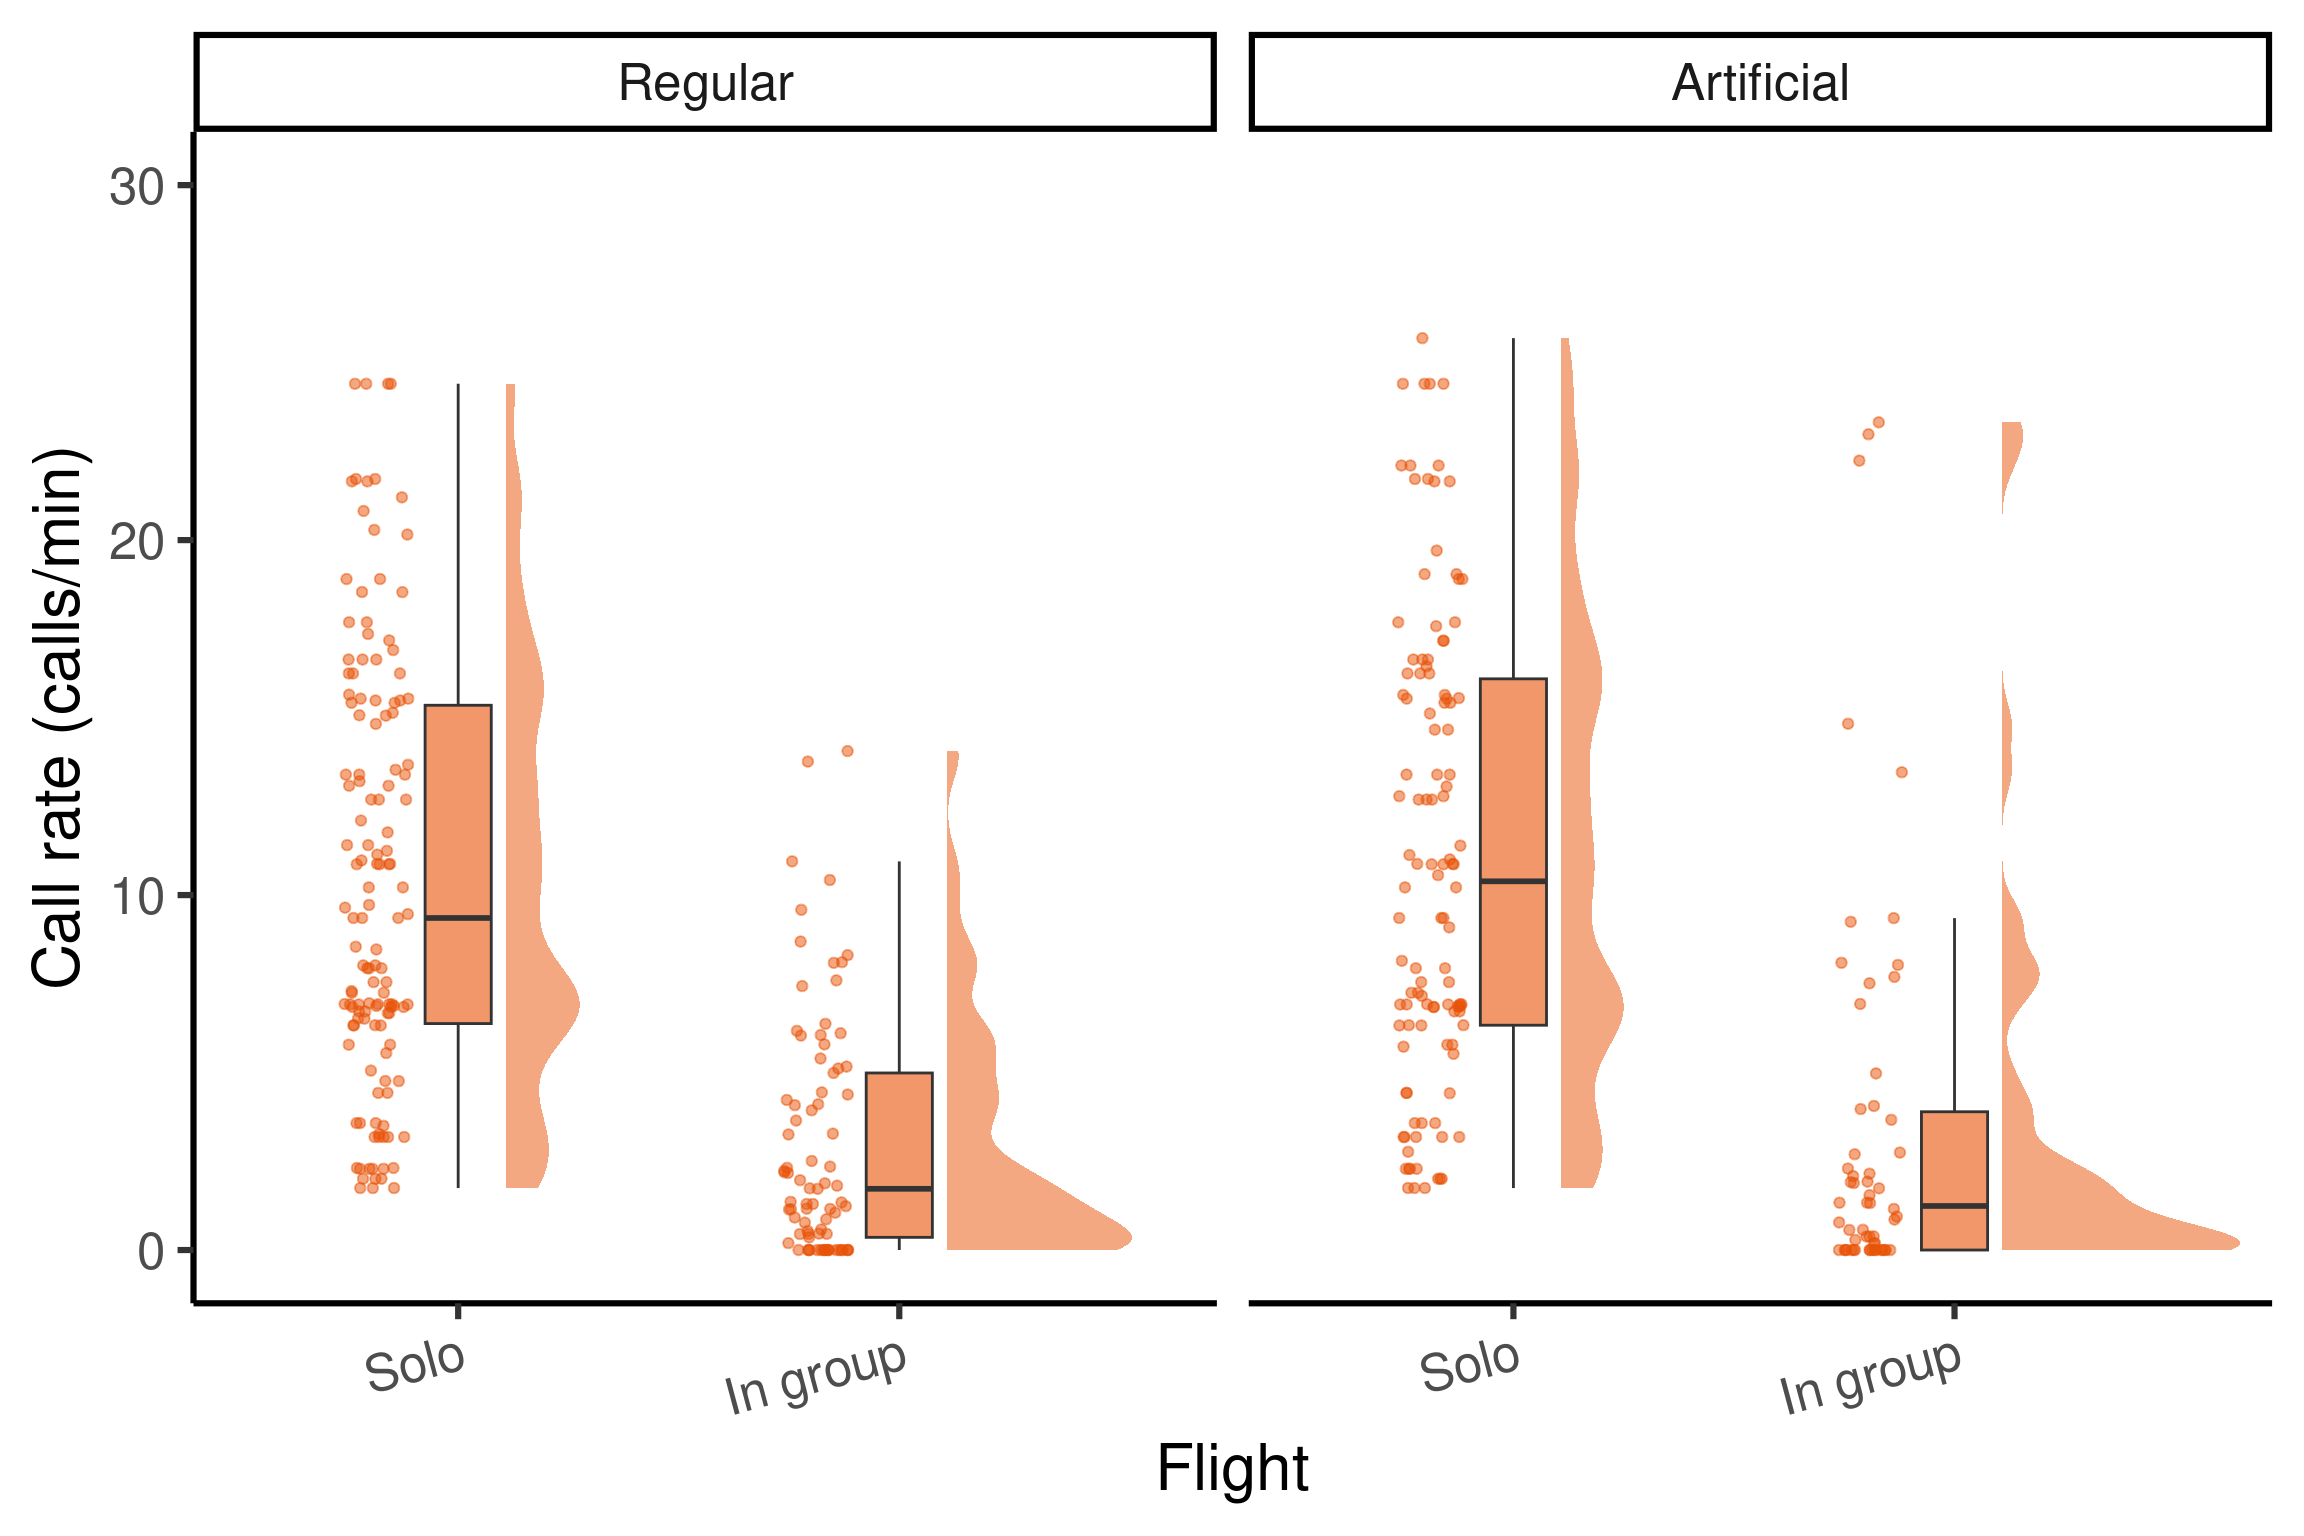 Regular
Artificial
Call rate (calls/min)
30
20
10
0
Solo
In group
Solo
In group
Flight